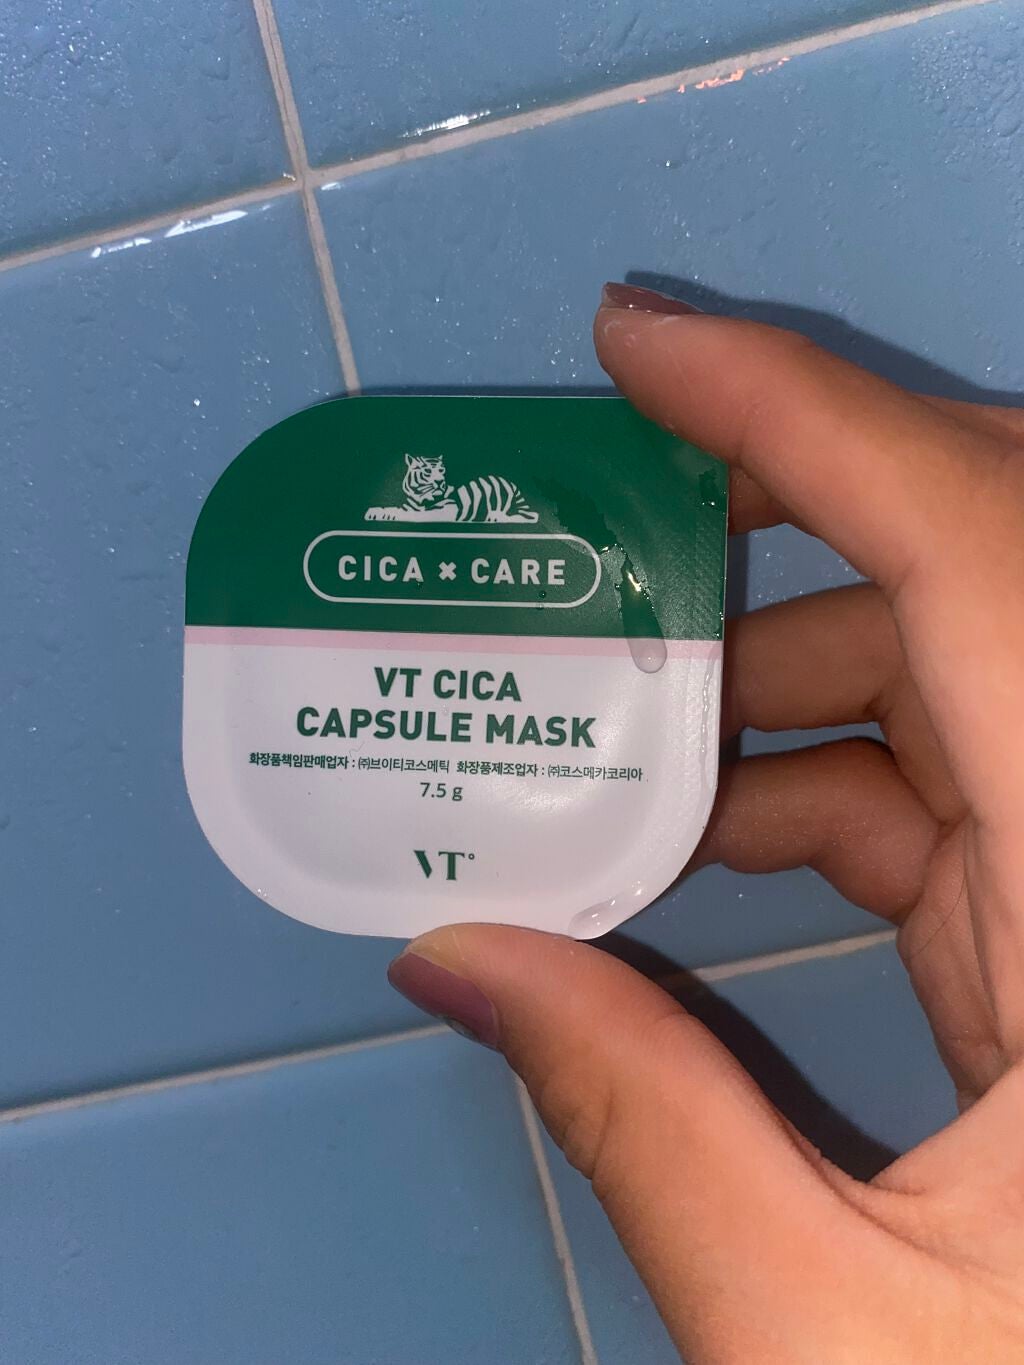 CICA × CARE
VT CICA
CAPSULE MASK
화장품책임판매업자 : ㈜브이티코스메틱 화장품제조업자 : ㈜코스메카코리아
7.5 g
VT°